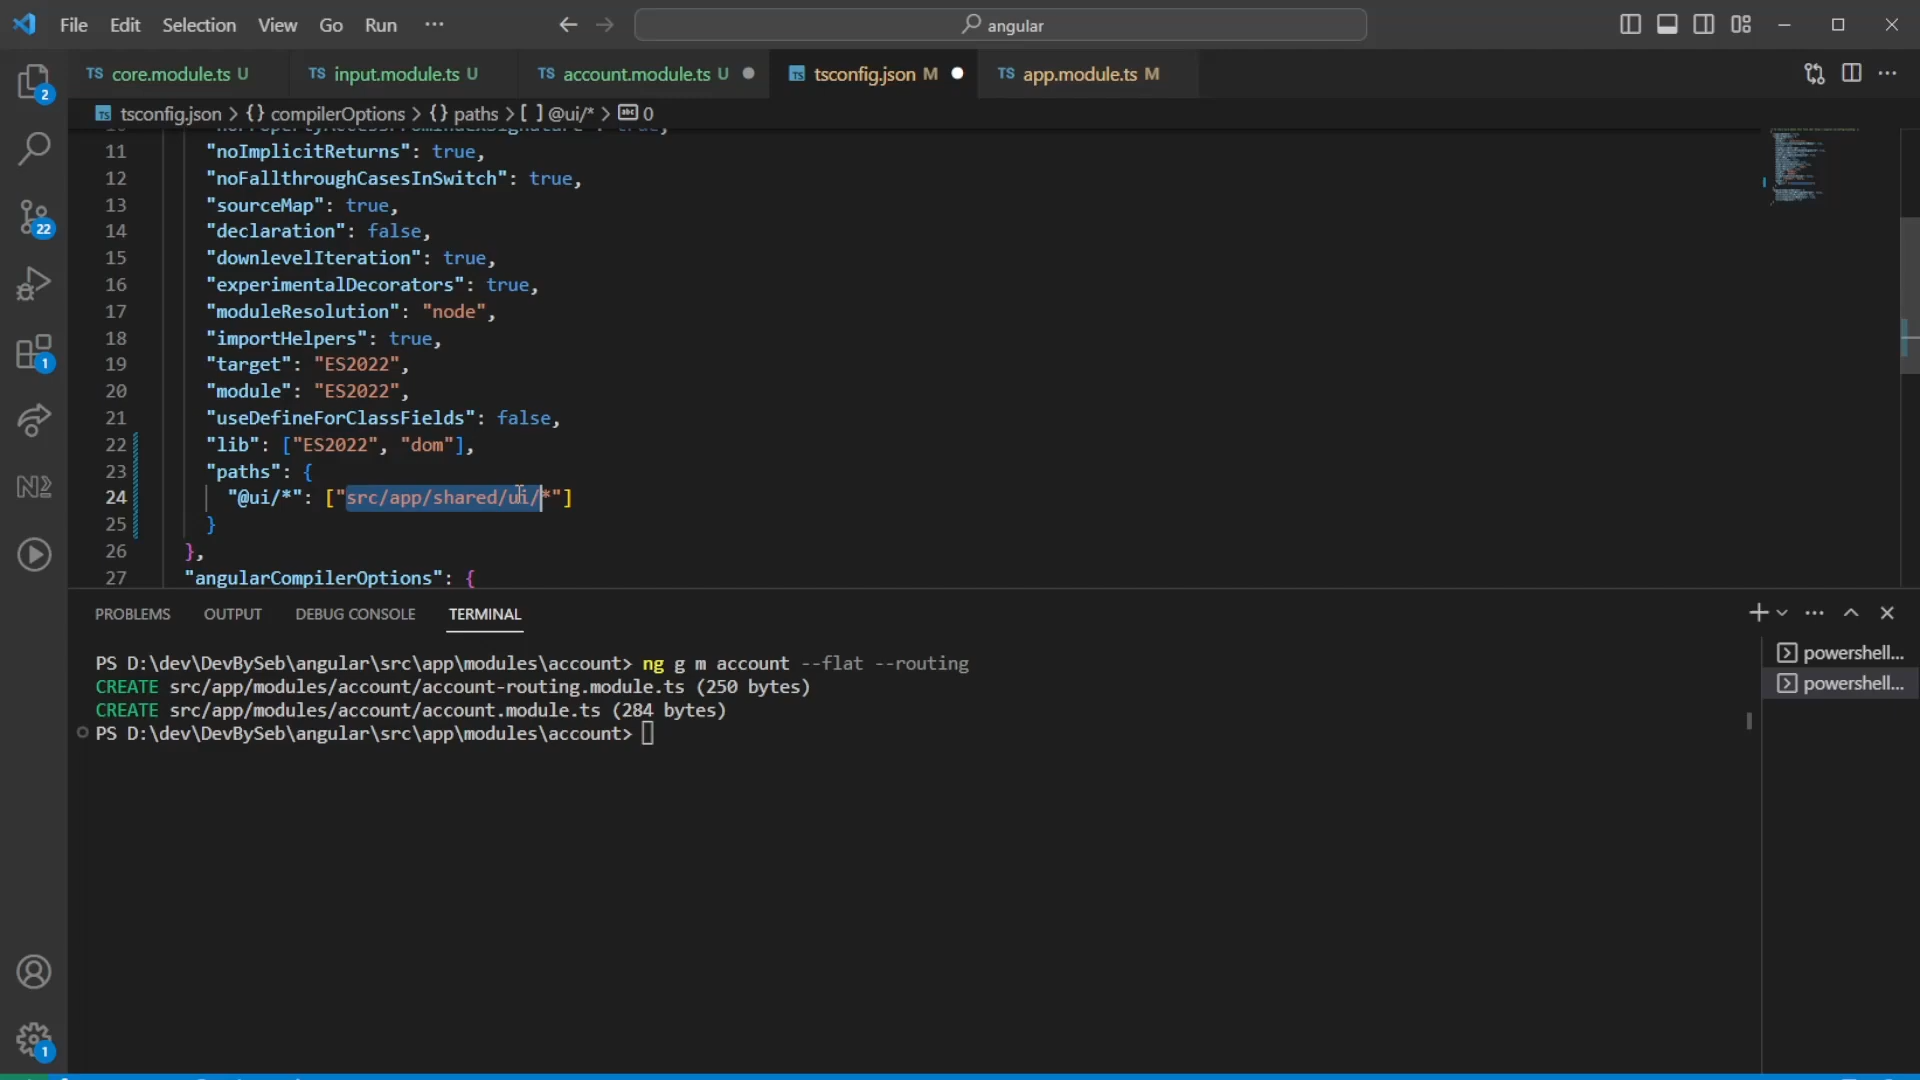 File Edit Selection View Go Run ... angular
TS core.module.ts U TS input.module.ts U TS account.module.ts U tsconfig.json M TS app.module.ts M
tsconfig.json > {} compilerOptions > {} paths > [ ] @ui/* > abc 0
11 "noImplicitReturns": true,
12 "noFallthroughCasesInSwitch": true,
13 "sourceMap": true,
14 "declaration": false,
15 "downlevelIteration": true,
16 "experimentalDecorators": true,
17 "moduleResolution": "node",
18 "importHelpers": true,
19 "target": "ES2022",
20 "module": "ES2022",
21 "useDefineForClassFields": false,
22 "lib": ["ES2022", "dom"],
23 "paths": {
24 "@ui/*": ["src/app/shared/ui/*"]
25 }
26 },
27 "angularCompilerOptions": {
PROBLEMS OUTPUT DEBUG CONSOLE TERMINAL
PS D:\dev\DevBySeb\angular\src\app\modules\account> ng g m account --flat --routing
CREATE src/app/modules/account/account-routing.module.ts (250 bytes)
CREATE src/app/modules/account/account.module.ts (284 bytes)
PS D:\dev\DevBySeb\angular\src\app\modules\account>
powershell...
powershell...
2
22
1
1